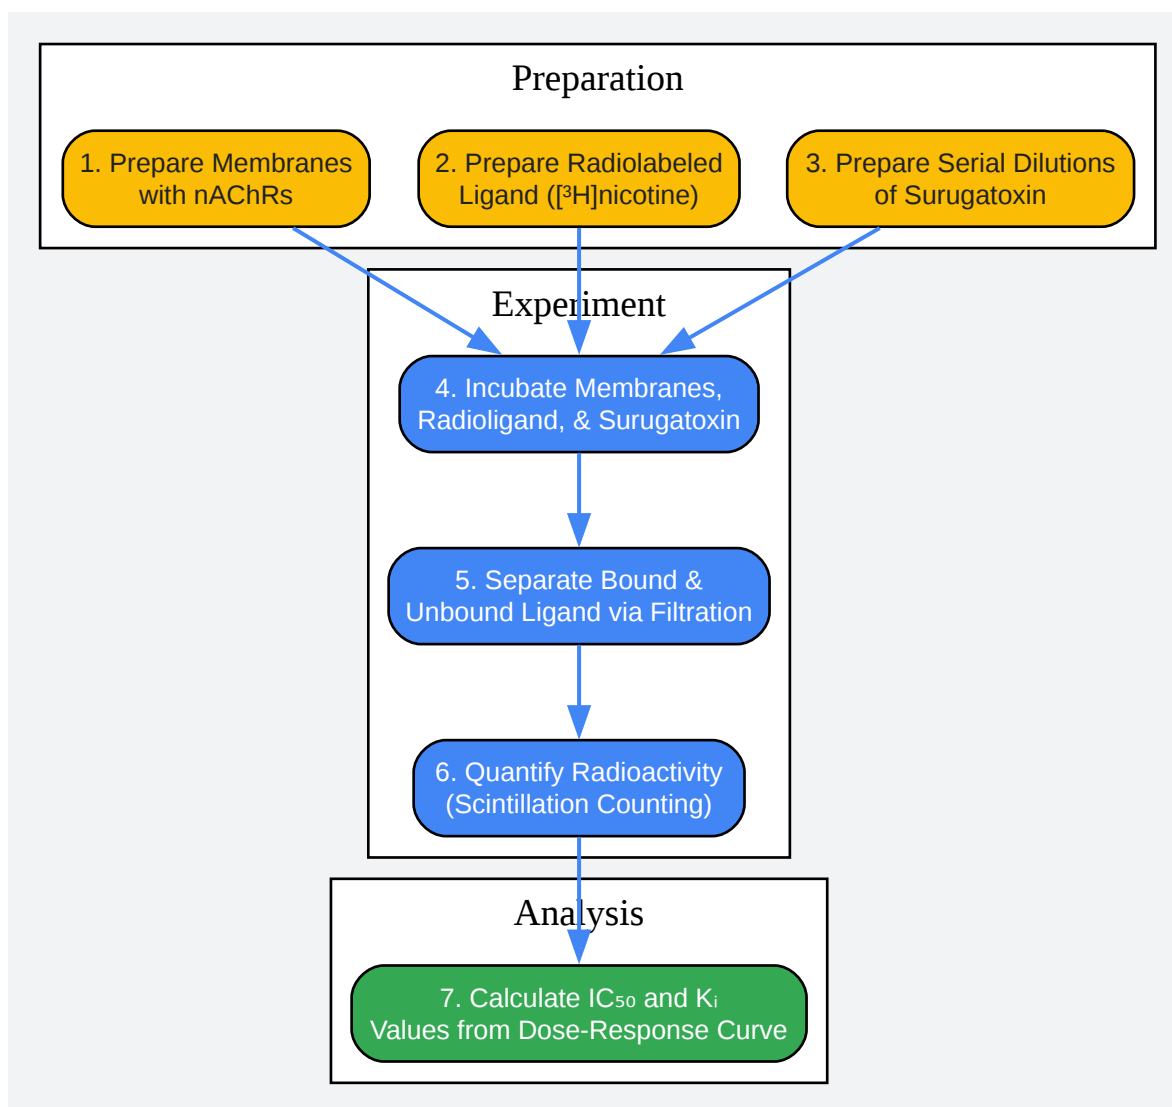 Preparation
1. Prepare Membranes
with nAChRs
2. Prepare Radiolabeled
Ligand ([³H]nicotine)
3. Prepare Serial Dilutions
of Surugatoxin
Experiment
4. Incubate Membranes,
Radioligand, & Surugatoxin
5. Separate Bound &
Unbound Ligand via Filtration
6. Quantify Radioactivity
(Scintillation Counting)
Analysis
7. Calculate IC₅₀ and Kᵢ
Values from Dose-Response Curve